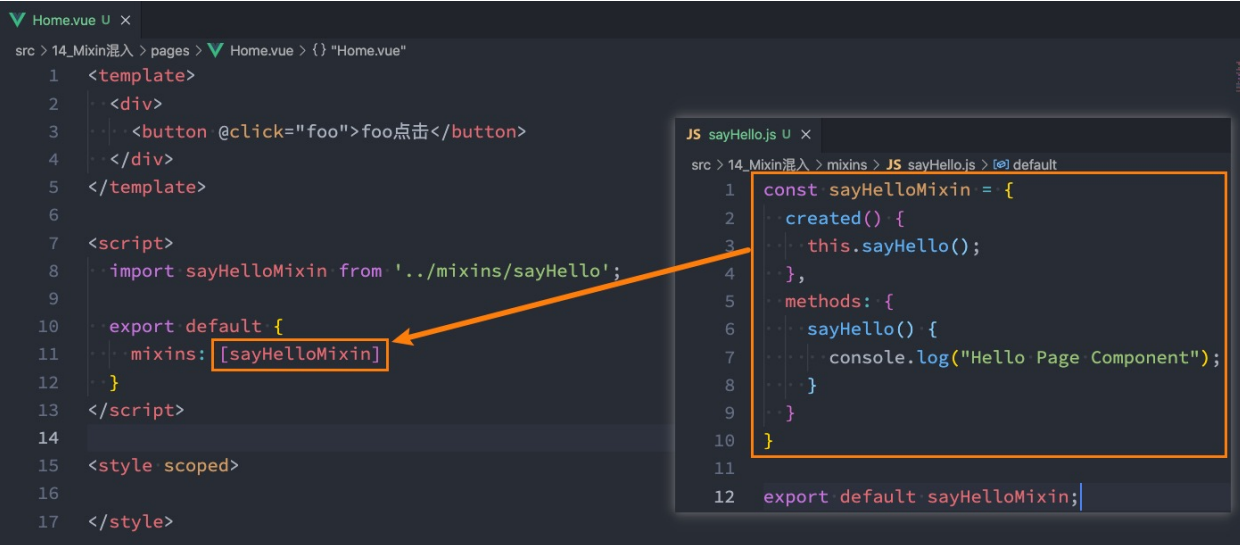 Home.vue U ×
src > 14_Mixin混入 > pages > Home.vue > {} "Home.vue"
1 <template>
2 <div>
3 <button @click="foo">foo点击</button>
4 </div>
5 </template>
6
7 <script>
8 import sayHelloMixin from '../mixins/sayHello';
9
10 export default {
11 mixins: [sayHelloMixin]
12 }
13 </script>
14
15 <style scoped>
16
17 </style>
JS sayHello.js U ×
src > 14_Mixin混入 > mixins > JS sayHello.js > default
1 const sayHelloMixin = {
2 created() {
3 this.sayHello();
4 },
5 methods: {
6 sayHello() {
7 console.log("Hello Page Component");
8 }
9 }
10 }
11
12 export default sayHelloMixin;